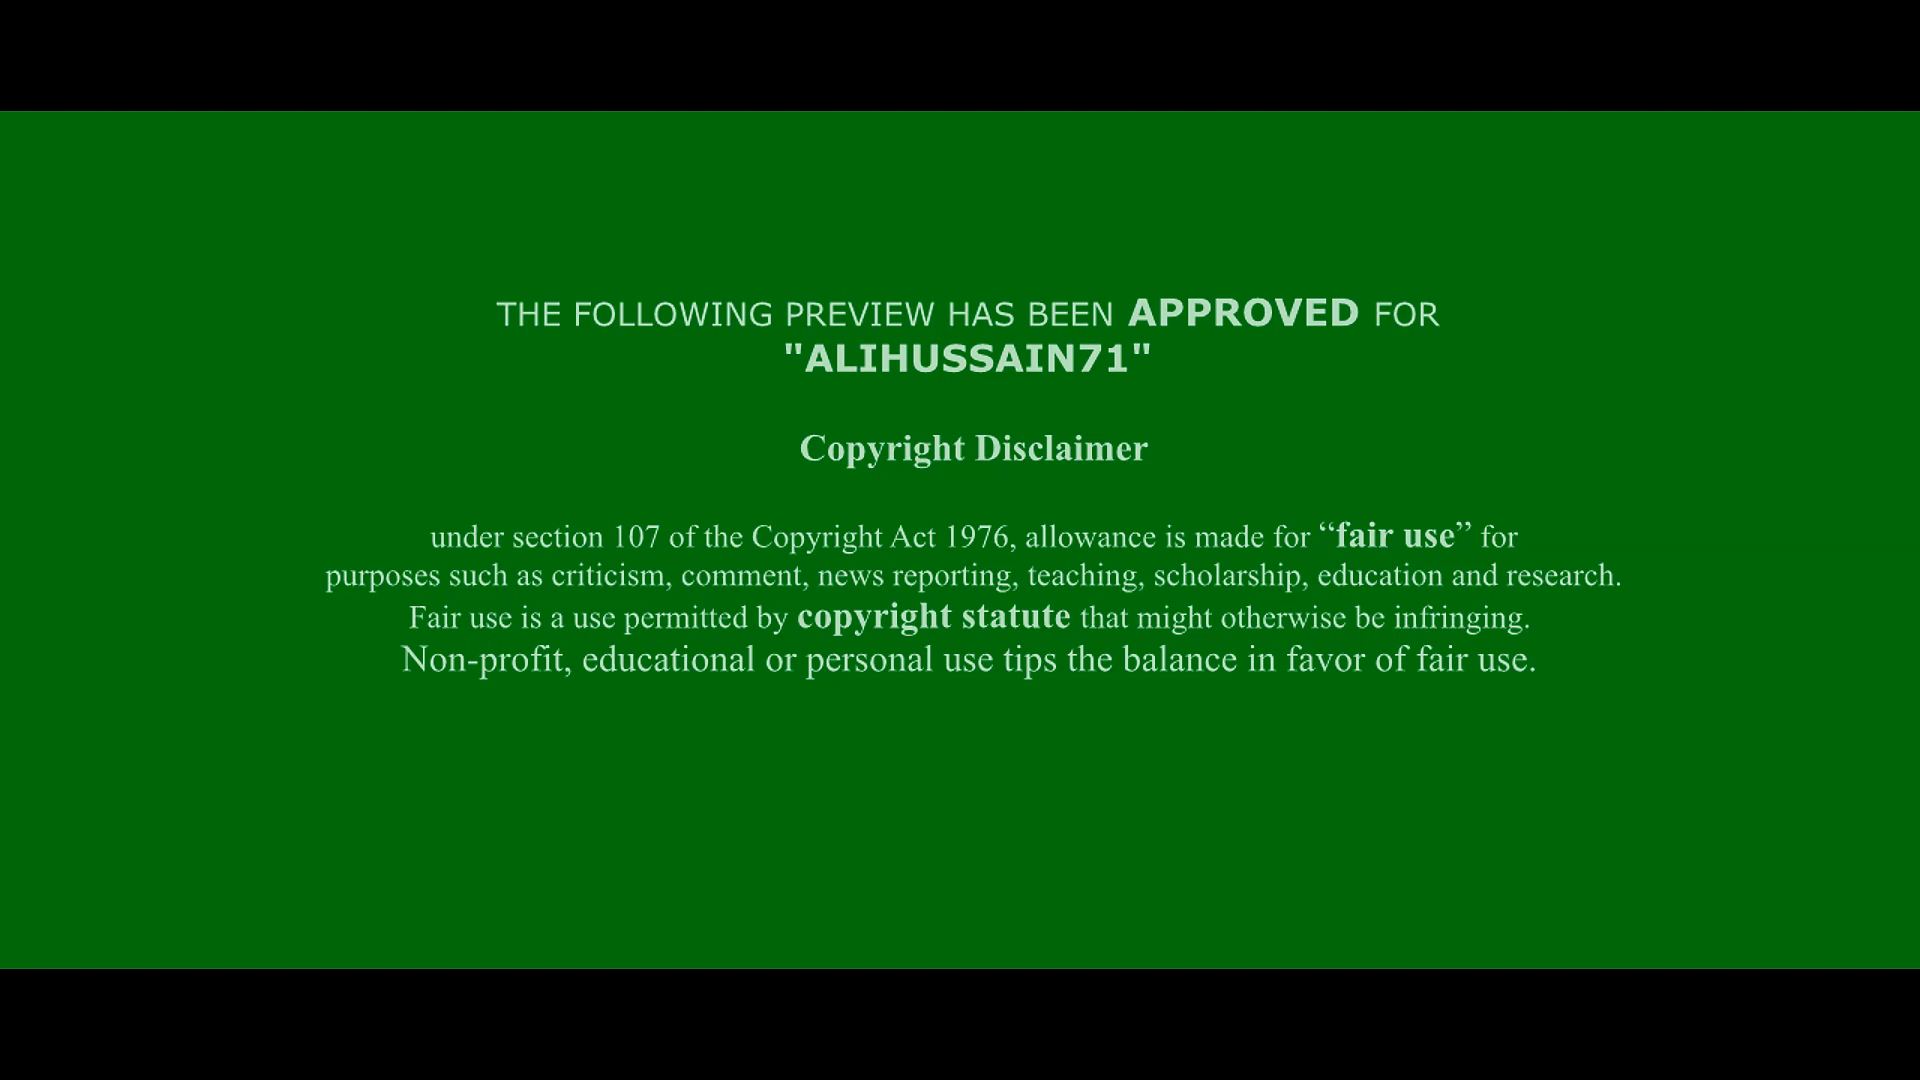 THE FOLLOWING PREVIEW HAS BEEN APPROVED FOR
"ALIHUSSAIN71"
Copyright Disclaimer
under section 107 of the Copyright Act 1976, allowance is made for “fair use” for
purposes such as criticism, comment, news reporting, teaching, scholarship, education and research.
Fair use is a use permitted by copyright statute that might otherwise be infringing.
Non-profit, educational or personal use tips the balance in favor of fair use.